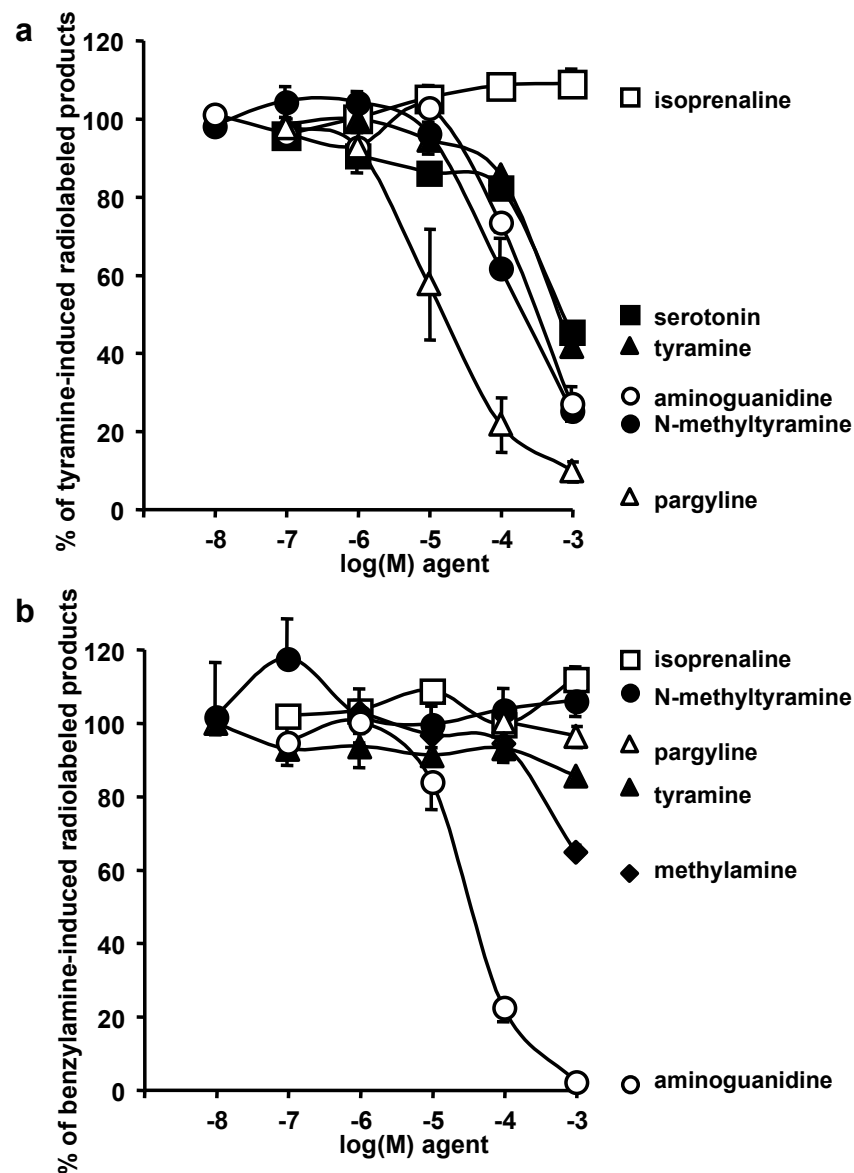 a
% of tyramine-induced radiolabeled products
120
100
80
60
40
20
0
-8 -7 -6 -5 -4 -3
log(M) agent
isoprenaline
serotonin
tyramine
aminoguanidine
N-methyltyramine
pargyline
b
% of benzylamine-induced radiolabeled products
120
100
80
60
40
20
0
-8 -7 -6 -5 -4 -3
log(M) agent
isoprenaline
N-methyltyramine
pargyline
tyramine
methylamine
aminoguanidine